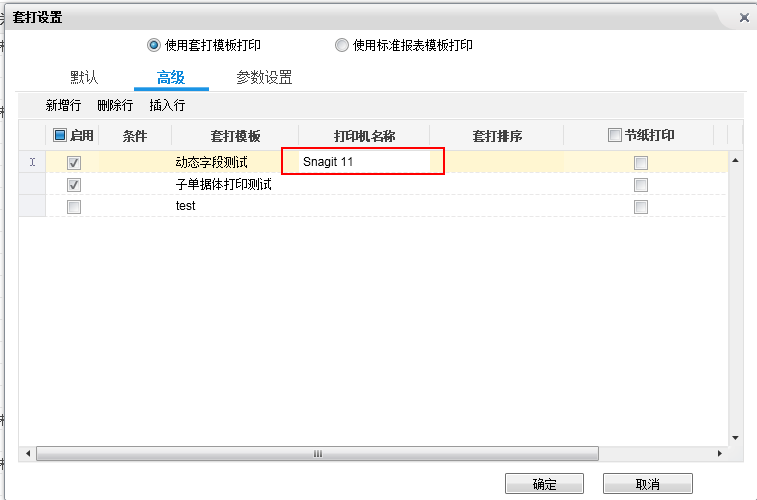 套打设置
使用套打模板打印 使用标准报表模板打印
默认 高级 参数设置
新增行 删除行 插入行
启用 条件 套打模板 打印机名称 套打排序 节纸打印
动态字段测试 Snagit 11
子单据体打印测试
test
确定 取消